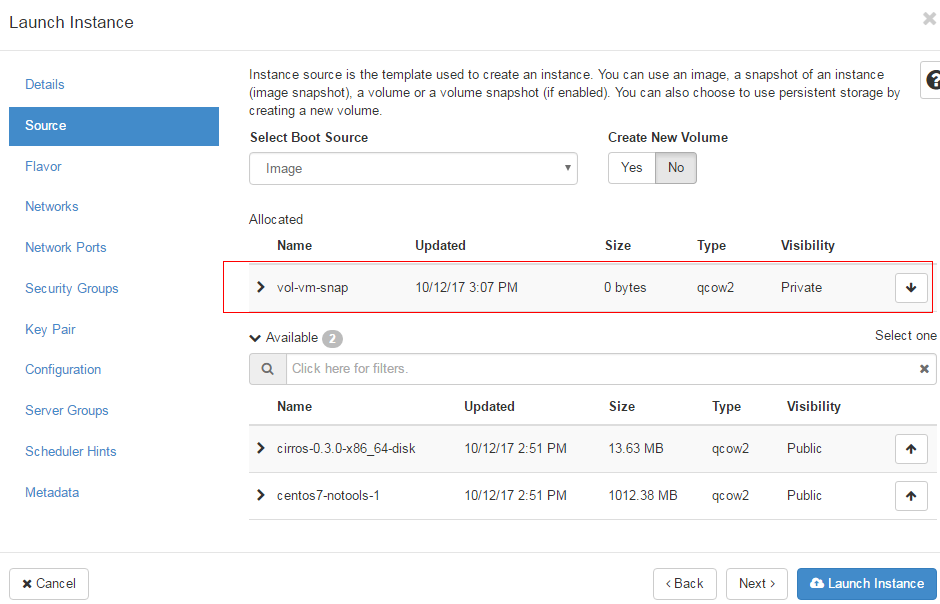 Launch Instance
Details
Source
Flavor
Networks
Network Ports
Security Groups
Key Pair
Configuration
Server Groups
Scheduler Hints
Metadata
Instance source is the template used to create an instance. You can use an image, a snapshot of an instance
(image snapshot), a volume or a volume snapshot (if enabled). You can also choose to use persistent storage by
creating a new volume.
Select Boot Source Create New Volume
Image Yes No
Allocated
Name Updated Size Type Visibility
vol-vm-snap 10/12/17 3:07 PM 0 bytes qcow2 Private
Available 2 Select one
Click here for filters.
Name Updated Size Type Visibility
cirros-0.3.0-x86_64-disk 10/12/17 2:51 PM 13.63 MB qcow2 Public
centos7-notools-1 10/12/17 2:51 PM 1012.38 MB qcow2 Public
Cancel < Back Next > Launch Instance